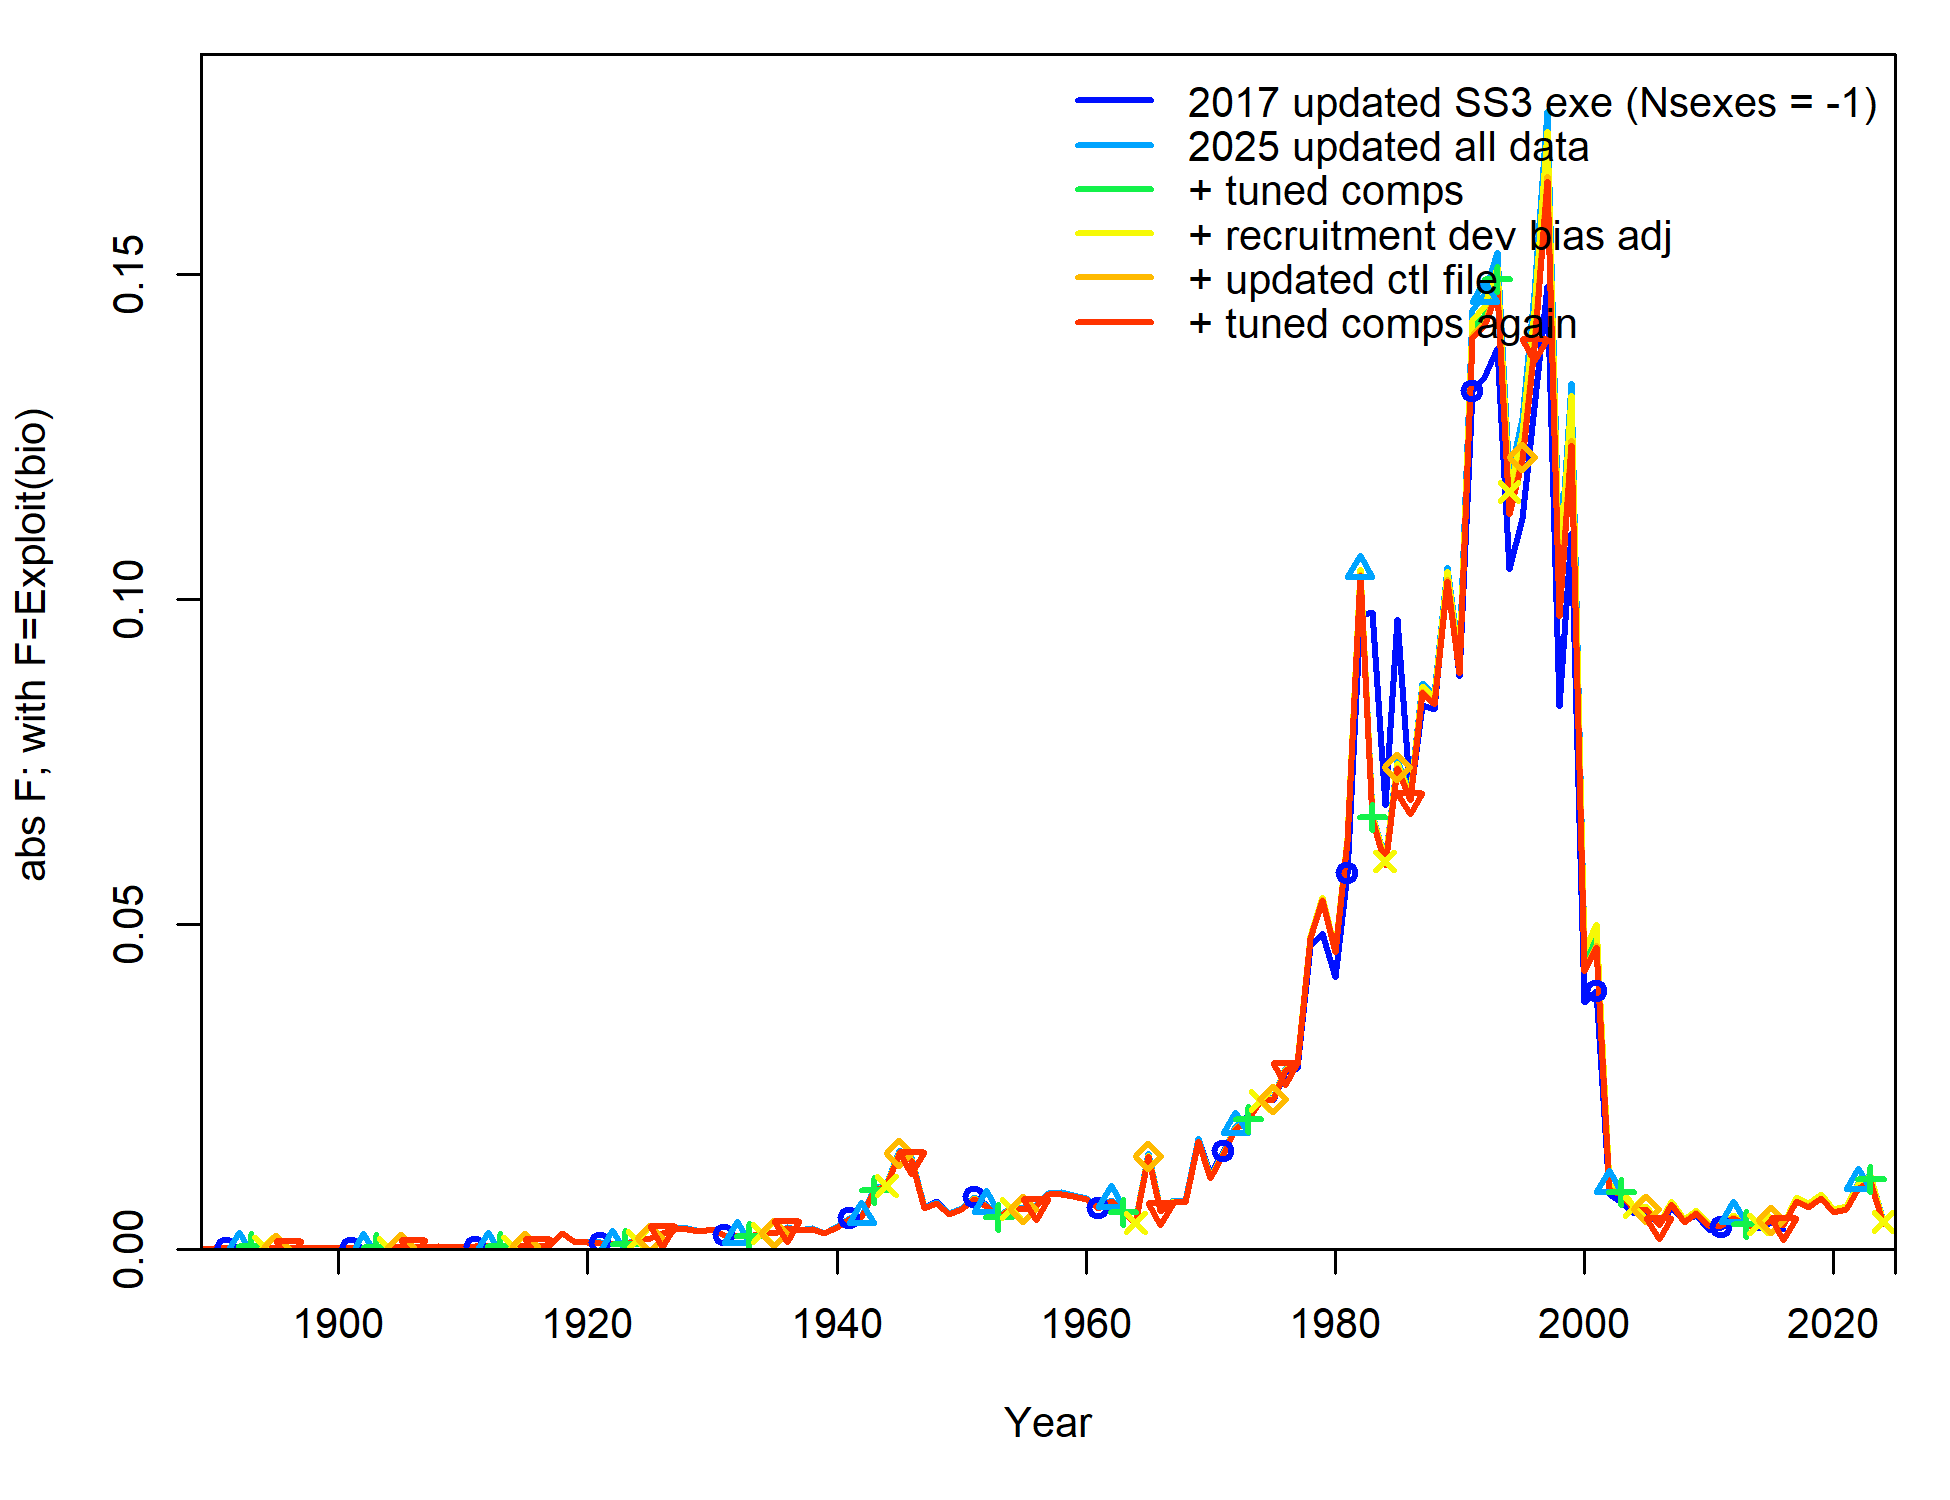 2017 updated SS3 exe (Nsexes = -1)
2025 updated all data
+ tuned comps
+ recruitment dev bias adj
+ updated ctl file
+ tuned comps again
abs F; with F=Exploit(bio)
0.15
0.10
0.05
0.00
1900 1920 1940 1960 1980 2000 2020
Year